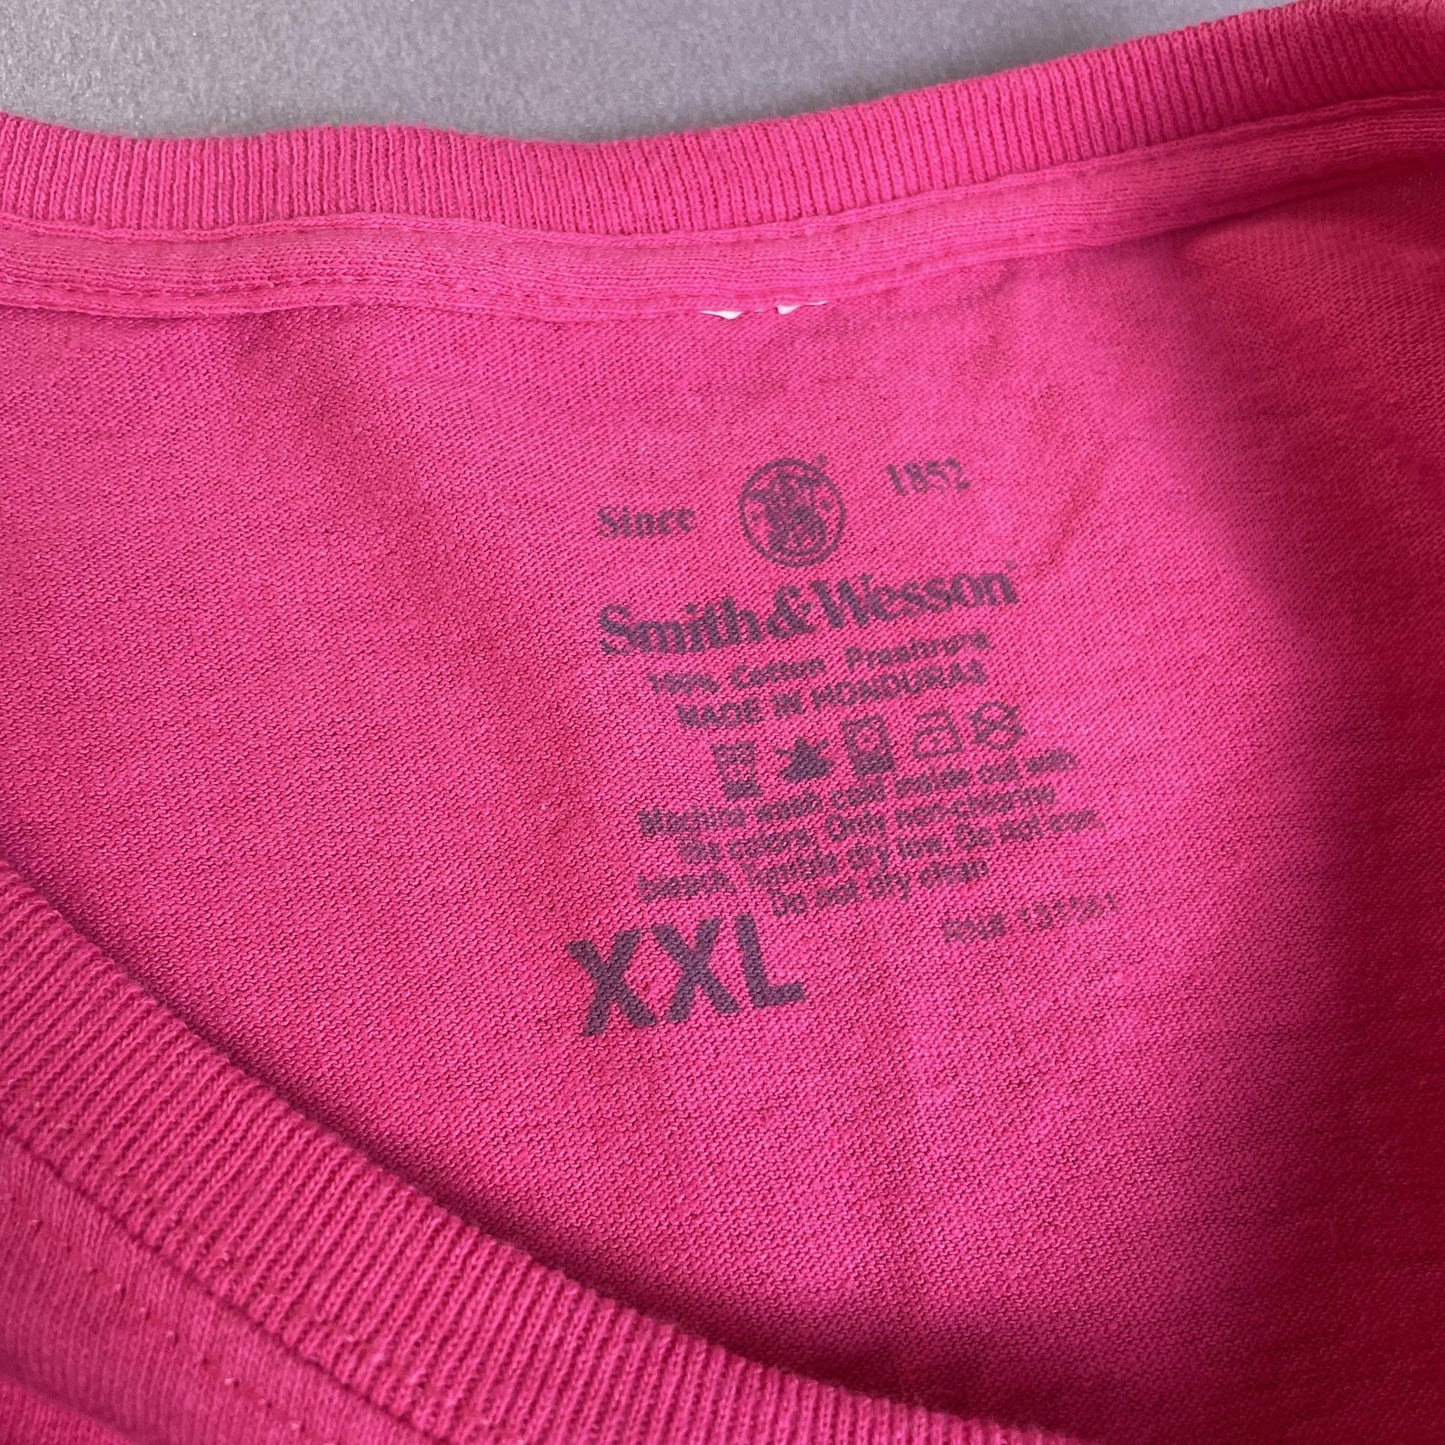 Since 1852
Smith & Wesson
100% Cotton Preshrunk
MADE IN HONDURAS
Machine wash cold inside out with
like colors. Only non-chlorine
bleach. Tumble dry low. Do not iron.
Do not dry clean
XXL